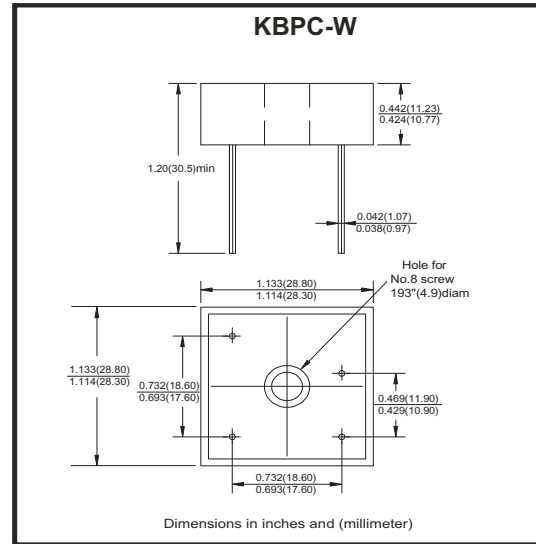 KBPC-W
0.442(11.23)
0.424(10.77)
1.20(30.5)min
0.042(1.07)
0.038(0.97)
Hole for
No.8 screw
193"(4.9)diam
1.133(28.80)
1.114(28.30)
1.133(28.80)
1.114(28.30)
0.732(18.60)
0.693(17.60)
0.469(11.90)
0.429(10.90)
0.732(18.60)
0.693(17.60)
Dimensions in inches and (millimeter)